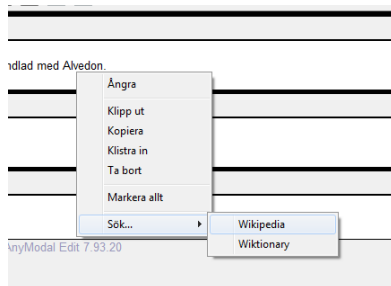 ndlad med Alvedon.
Ångra
Klipp ut
Kopiera
Klistra in
Ta bort
Markera allt
Sök...
Wikipedia
Wiktionary
AnyModal Edit 7.93.20